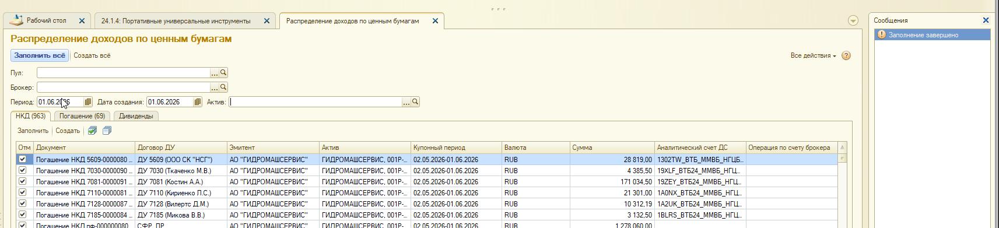 Рабочий стол
24.1.4: Портативные универсальные инструменты
Распределение доходов по ценным бумагам
Сообщения
Заполнение завершено
Распределение доходов по ценным бумагам
Заполнить всё Создать всё Все действия
Пул:
Брокер:
Период: 01.06.2026 Дата создания: 01.06.2026 Актив:
НКД (963) Погашение (69) Дивиденды
Заполнить Создать
Отм Документ Договор ДУ Эмитент Актив Купонный период Валюта Сумма Аналитический счет ДС Операция по счету брокера
Погашение НКД 5609-0000080 ... ДУ 5609 (ООО СК "НСГ") АО "ГИДРОМАШСЕРВИС" ГИДРОМАШСЕРВИС, 001Р-... 02.05.2026-01.06.2026 RUB 28 819,00 1302TW_ВТБ_ММВБ_НГЦБ...
Погашение НКД 7030-0000090 ... ДУ 7030 (Ткаченко М.В.) АО "ГИДРОМАШСЕРВИС" ГИДРОМАШСЕРВИС, 001Р-... 02.05.2026-01.06.2026 RUB 4 385,50 19XLF_ВТБ24_ММВБ_НГЦ...
Погашение НКД 7081-0000091 ... ДУ 7081 (Костин А.А.) АО "ГИДРОМАШСЕРВИС" ГИДРОМАШСЕРВИС, 001Р-... 02.05.2026-01.06.2026 RUB 171 034,50 19ZEY_ВТБ24_ММВБ_НГЦ...
Погашение НКД 7110-0000081 ... ДУ 7110 (Кириенко Л.С.) АО "ГИДРОМАШСЕРВИС" ГИДРОМАШСЕРВИС, 001Р-... 02.05.2026-01.06.2026 RUB 21 301,00 1A0NX_ВТБ24_ММВБ_НГЦ...
Погашение НКД 7128-0000087 ... ДУ 7128 (Вилертс Д.М.) АО "ГИДРОМАШСЕРВИС" ГИДРОМАШСЕРВИС, 001Р-... 02.05.2026-01.06.2026 RUB 10 312,19 1A2UK_ВТБ24_ММВБ_НГЦ...
Погашение НКД 7185-0000084 ... ДУ 7185 (Микова В.В.) АО "ГИДРОМАШСЕРВИС" ГИДРОМАШСЕРВИС, 001Р-... 02.05.2026-01.06.2026 RUB 3 132,50 1BLRS_ВТБ24_ММВБ_НГЦ...
Погашение НКД пф-000000080 СФР_ПР АО "ГИДРОМАШСЕРВИС" ГИДРОМАШСЕРВИС, 001Р-... 02.05.2026-01.06.2026 RUB 1 278 060,00